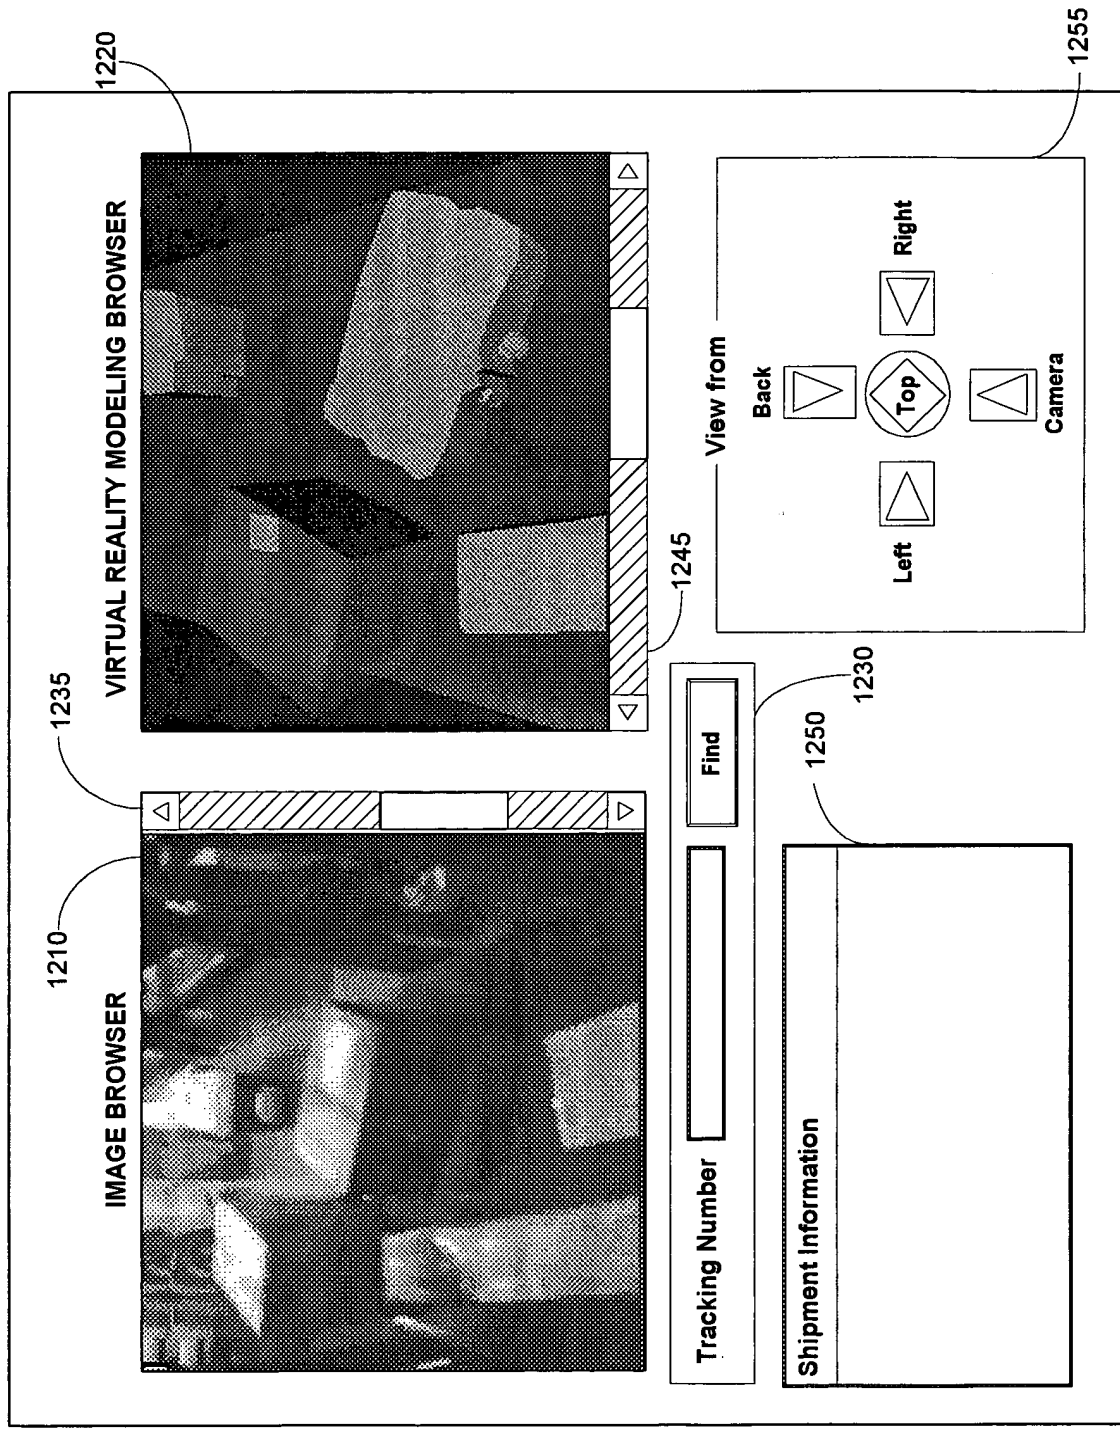 IMAGE BROWSER
VIRTUAL REALITY MODELING BROWSER
1210
1235
1220
Tracking Number
Find
1245
1230
Shipment Information
1250
View from
Back
Left
Top
Right
Camera
1255